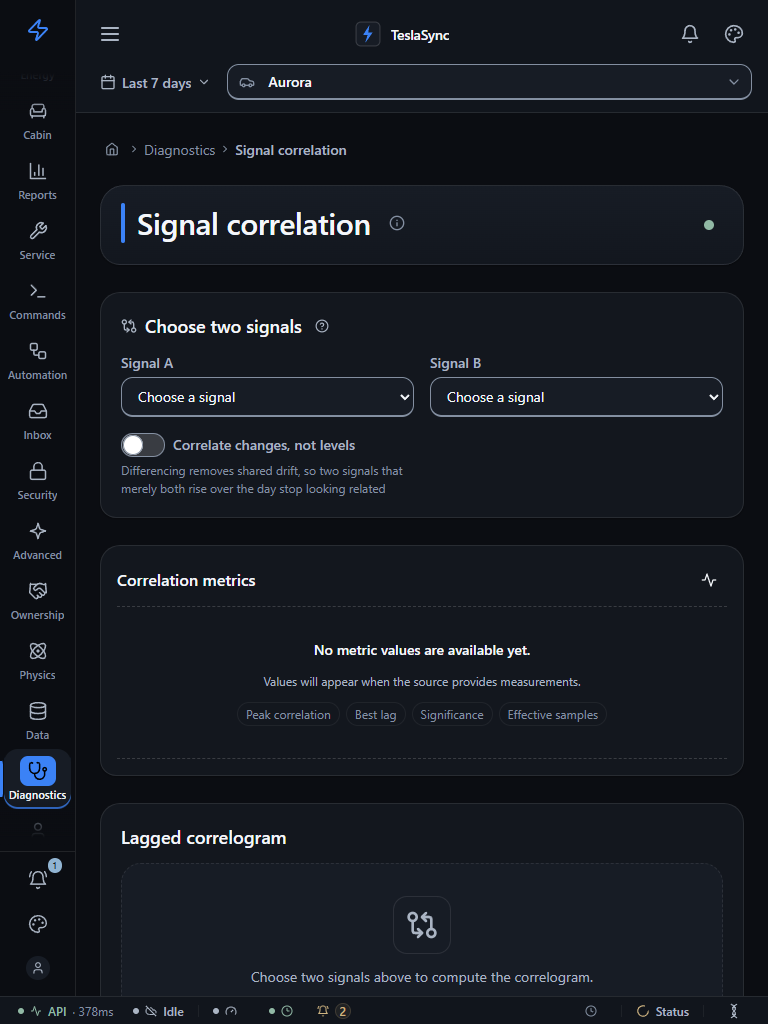 TeslaSync
Last 7 days
Aurora
Energy
Cabin
Reports
Service
Commands
Automation
Inbox
Security
Advanced
Ownership
Physics
Data
Diagnostics
1
Diagnostics
Signal correlation
Signal correlation
Choose two signals
Signal A
Signal B
Choose a signal
Choose a signal
Correlate changes, not levels
Differencing removes shared drift, so two signals that
merely both rise over the day stop looking related
Correlation metrics
No metric values are available yet.
Values will appear when the source provides measurements.
Peak correlation
Best lag
Significance
Effective samples
Lagged correlogram
Choose two signals above to compute the correlogram.
API · 378ms
Idle
2
Status